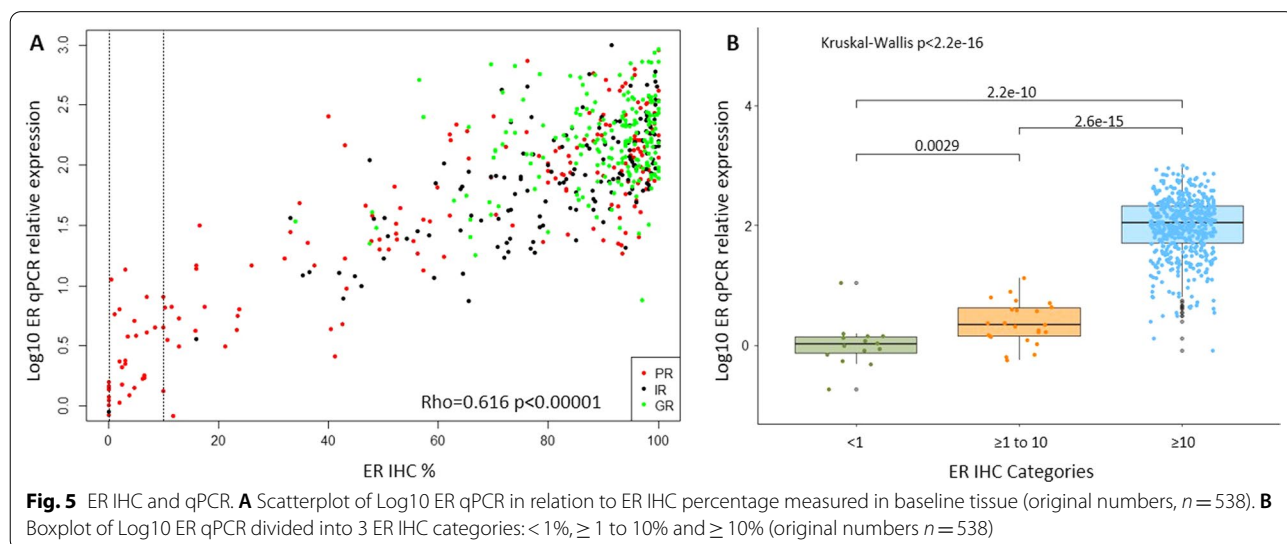 A
Log10 ER qPCR relative expression
3.0
2.5
2.0
1.5
1.0
0.5
0.0
0
20
40
60
80
100
ER IHC %
Rho=0.616 p<0.00001
PR
IR
GR
B
Kruskal-Wallis p<2.2e-16
2.2e-10
2.6e-15
0.0029
Log10 ER qPCR relative expression
4
2
0
<1
≥1 to 10
≥10
ER IHC Categories
Fig. 5 ER IHC and qPCR. A Scatterplot of Log10 ER qPCR in relation to ER IHC percentage measured in baseline tissue (original numbers, n = 538). B
Boxplot of Log10 ER qPCR divided into 3 ER IHC categories: < 1%, ≥ 1 to 10% and ≥ 10% (original numbers n = 538)